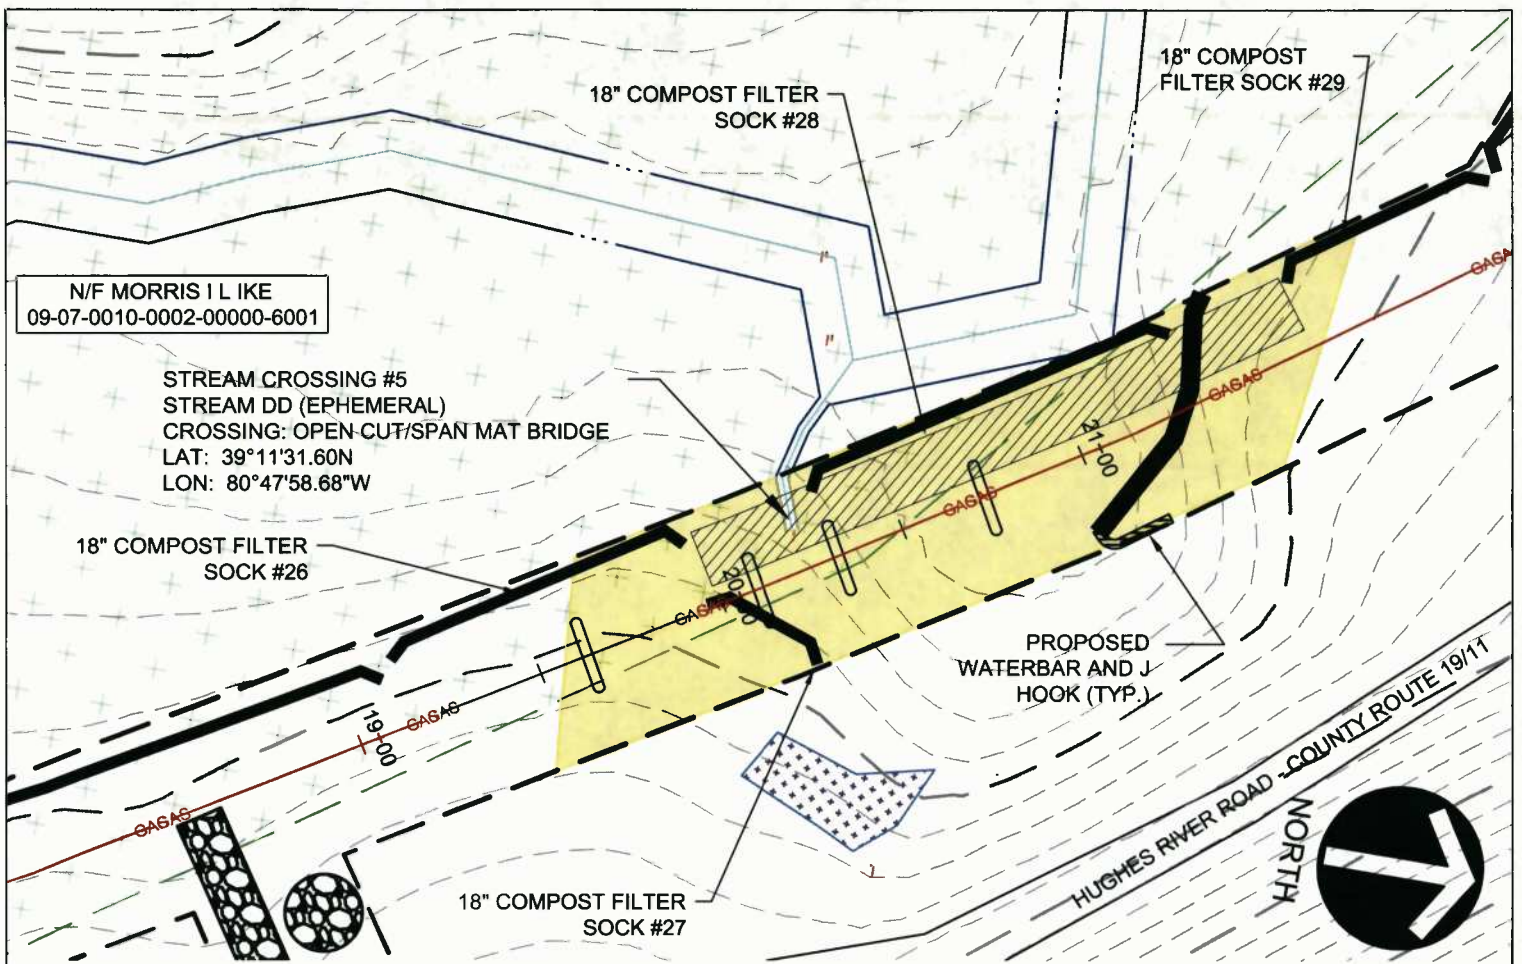 18" COMPOST FILTER
SOCK #28
18" COMPOST
FILTER SOCK #29
N/F MORRIS I L IKE
09-07-0010-0002-00000-6001
STREAM CROSSING #5
STREAM DD (EPHEMERAL)
CROSSING: OPEN CUT/SPAN MAT BRIDGE
LAT: 39°11'31.60N
LON: 80°47'58.68"W
18" COMPOST FILTER
SOCK #26
GAS
GAS
GAS
GAS
GAS
GAS
19+00
21+00
PROPOSED
WATERBAR AND J
HOOK (TYP.)
HUGHES RIVER ROAD - COUNTY ROUTE 19/11
NORTH
18" COMPOST FILTER
SOCK #27